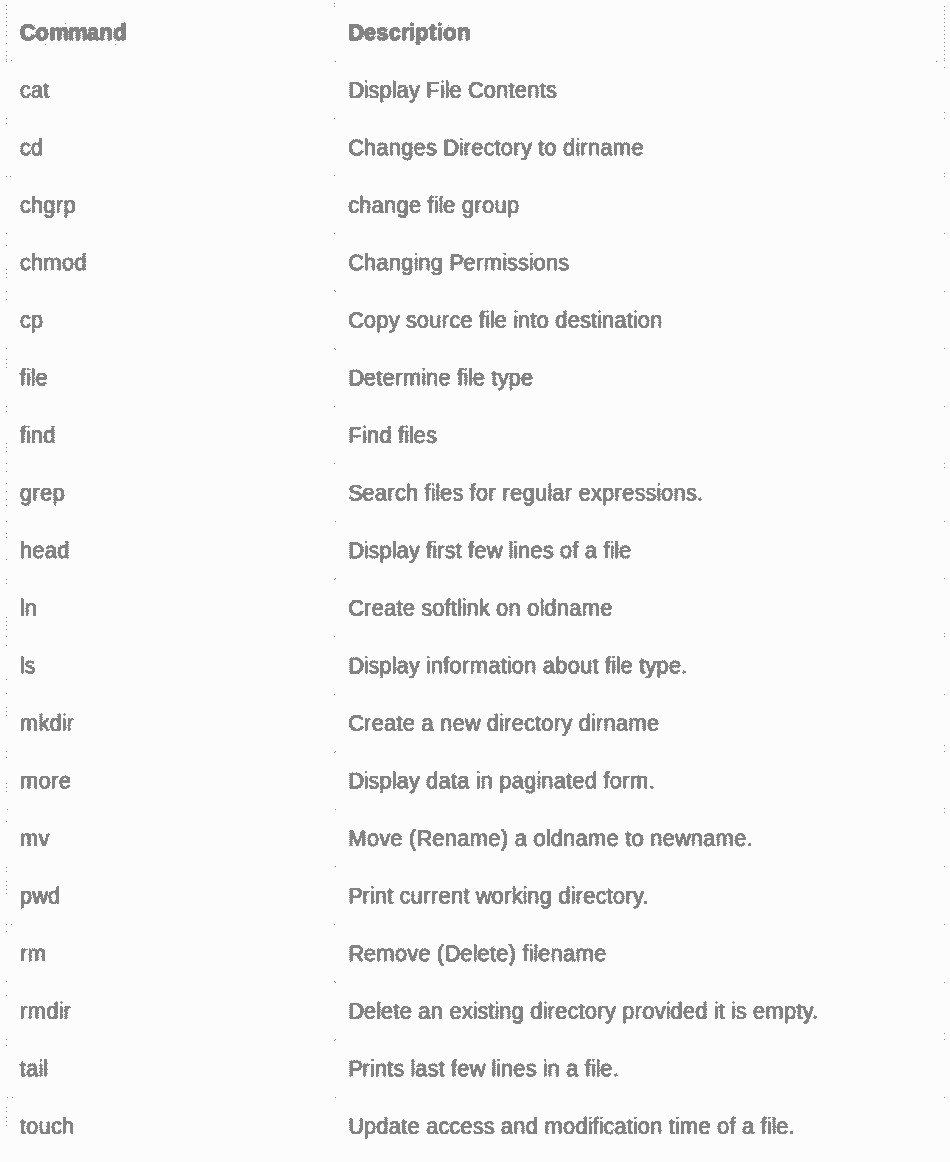 Command Description
cat Display File Contents
cd Changes Directory to dirname
chgrp change file group
chmod Changing Permissions
cp Copy source file into destination
file Determine file type
find Find files
grep Search files for regular expressions.
head Display first few lines of a file
ln Create softlink on oldname
ls Display information about file type.
mkdir Create a new directory dirname
more Display data in paginated form.
mv Move (Rename) a oldname to newname.
pwd Print current working directory.
rm Remove (Delete) filename
rmdir Delete an existing directory provided it is empty.
tail Prints last few lines in a file.
touch Update access and modification time of a file.